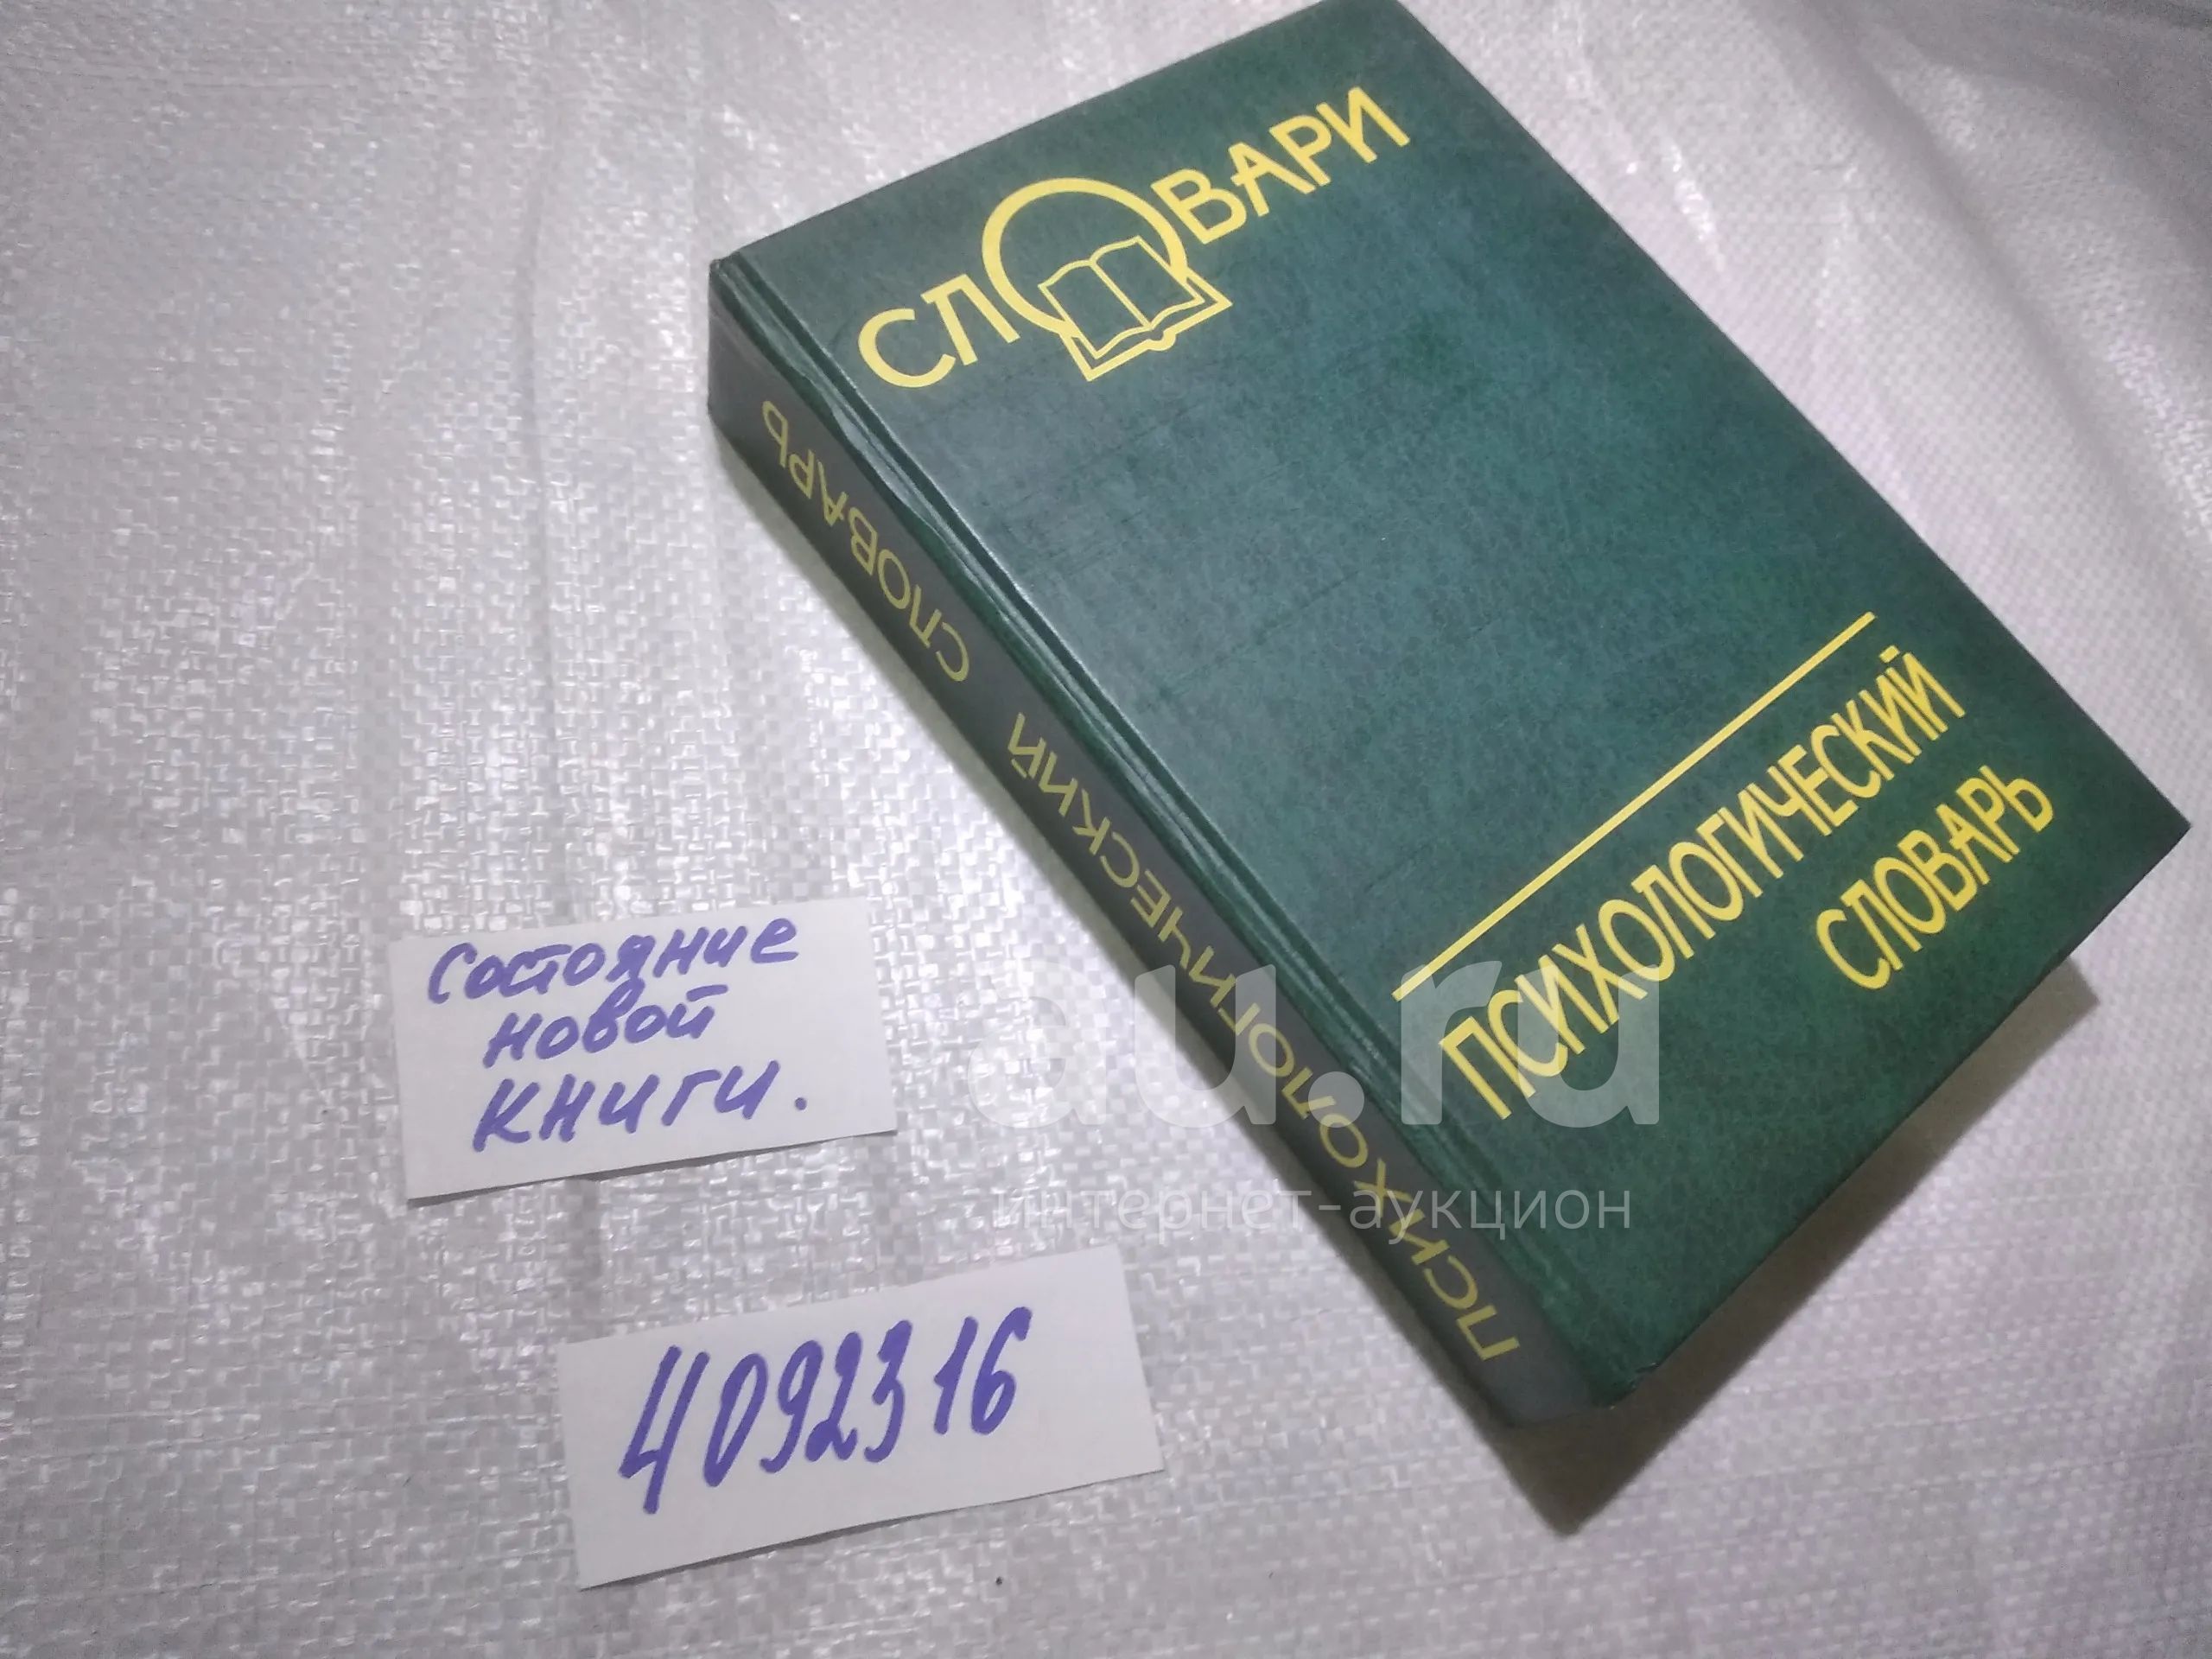 СЛОВАРИ
ПСИХОЛОГИЧЕСКИЙ
СЛОВАРЬ
ПСИХОЛОГИЧЕСКИЙ СЛОВАРЬ
Состояние
новой
книги.
4092316
au.ru
интернет-аукцион